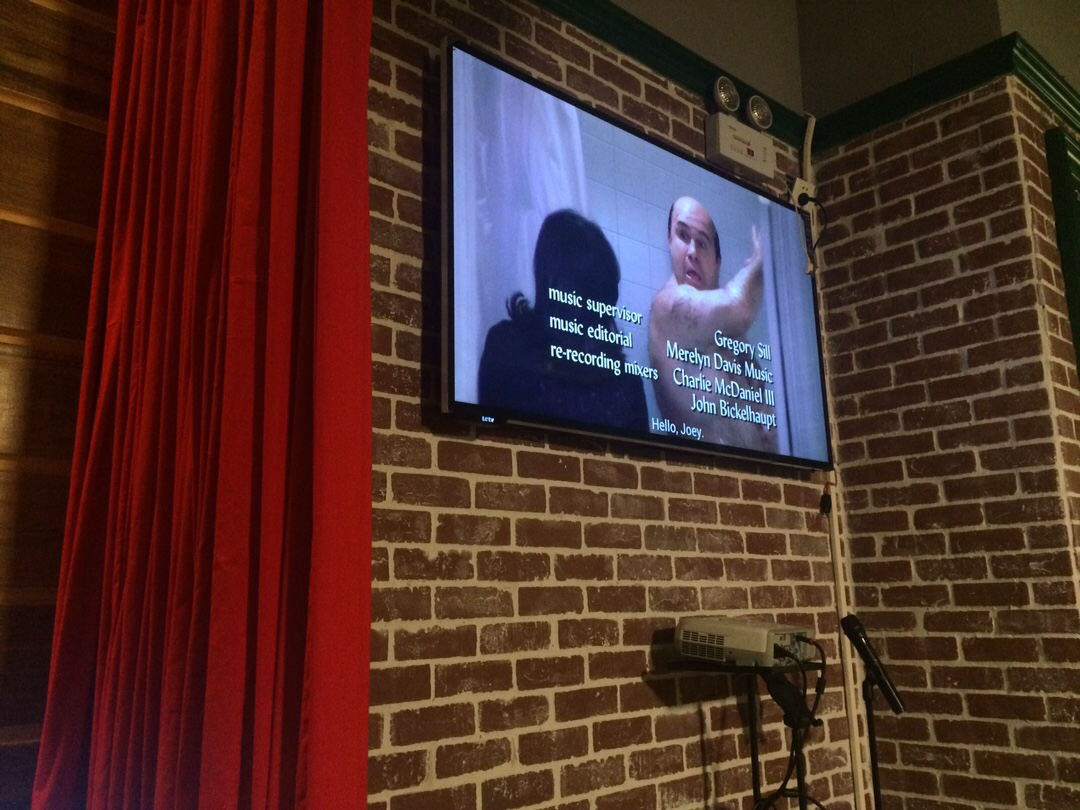 music supervisor
music editorial
re-recording mixers
Gregory Sill
Merelyn Davis Music
Charlie McDaniel III
John Bickelhaupt
Hello, Joey.
Letv